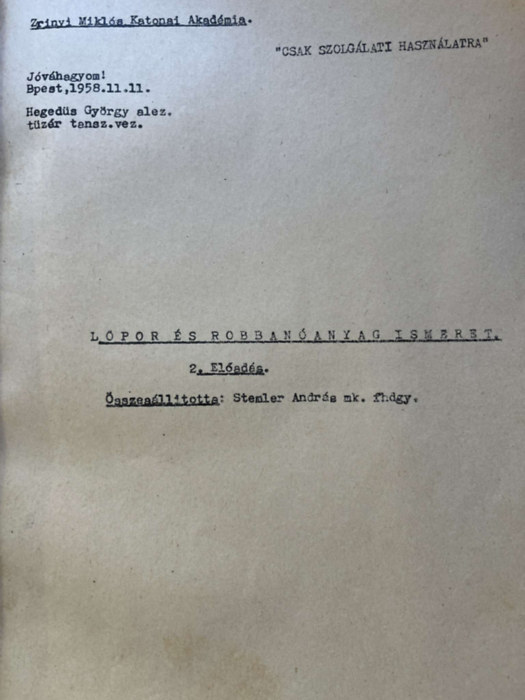 Zrinyi Miklós Katonai Akadémia.
"CSAK SZOLGÁLATI HASZNÁLATRA"
Jóváhagyom!
Bpest,1958.11.11.
Hegedüs György alez.
tüzér tansz.vez.
LŐPOR ÉS ROBBANÓANYAG ISMERET.
2. Előadás.
Összeállitotta: Stemler András mk. fhdgy.